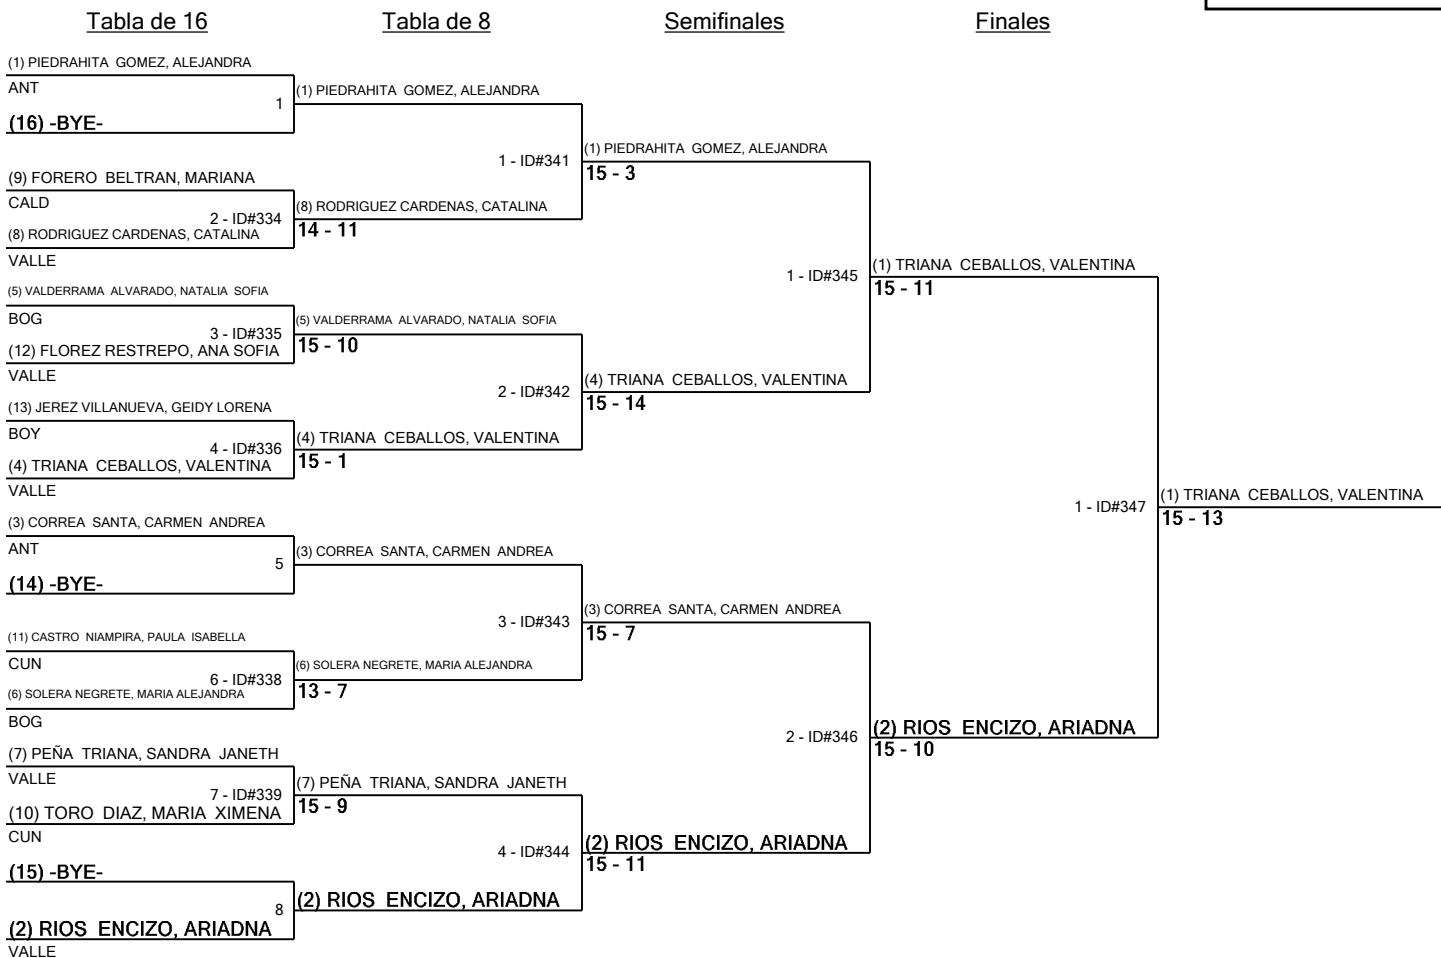 Tabla de 16
Tabla de 8
Semifinales
Finales
(1) PIEDRAHITA GOMEZ, ALEJANDRA
ANT
1
(16) -BYE-
(9) FORERO BELTRAN, MARIANA
CALD
2 - ID#334
(8) RODRIGUEZ CARDENAS, CATALINA
VALLE
(5) VALDERRAMA ALVARADO, NATALIA SOFIA
BOG
3 - ID#335
(12) FLOREZ RESTREPO, ANA SOFIA
VALLE
(13) JEREZ VILLANUEVA, GEIDY LORENA
BOY
4 - ID#336
(4) TRIANA CEBALLOS, VALENTINA
VALLE
(3) CORREA SANTA, CARMEN ANDREA
ANT
5
(14) -BYE-
(11) CASTRO NIAMPIRA, PAULA ISABELLA
CUN
6 - ID#338
(6) SOLERA NEGRETE, MARIA ALEJANDRA
BOG
(7) PEÑA TRIANA, SANDRA JANETH
VALLE
7 - ID#339
(10) TORO DIAZ, MARIA XIMENA
CUN
(15) -BYE-
8
(2) RIOS ENCIZO, ARIADNA
VALLE
(1) PIEDRAHITA GOMEZ, ALEJANDRA
1 - ID#341
(8) RODRIGUEZ CARDENAS, CATALINA
14 - 11
(5) VALDERRAMA ALVARADO, NATALIA SOFIA
15 - 10
2 - ID#342
(4) TRIANA CEBALLOS, VALENTINA
15 - 1
(3) CORREA SANTA, CARMEN ANDREA
3 - ID#343
(6) SOLERA NEGRETE, MARIA ALEJANDRA
13 - 7
(7) PEÑA TRIANA, SANDRA JANETH
15 - 9
4 - ID#344
(2) RIOS ENCIZO, ARIADNA
(1) PIEDRAHITA GOMEZ, ALEJANDRA
15 - 3
1 - ID#345
(4) TRIANA CEBALLOS, VALENTINA
15 - 14
(3) CORREA SANTA, CARMEN ANDREA
15 - 7
2 - ID#346
(2) RIOS ENCIZO, ARIADNA
15 - 11
(1) TRIANA CEBALLOS, VALENTINA
15 - 11
1 - ID#347
(2) RIOS ENCIZO, ARIADNA
15 - 10
(1) TRIANA CEBALLOS, VALENTINA
15 - 13